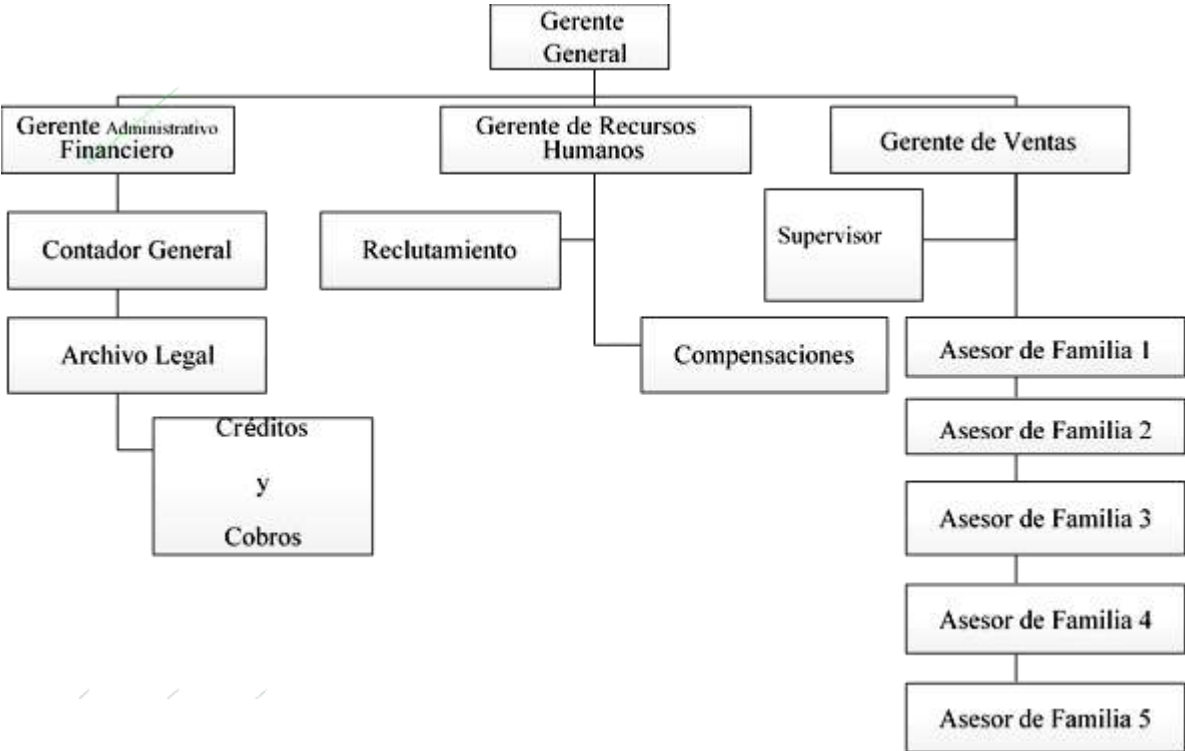 Gerente
General
Gerente Administrativo
Financiero
Gerente de Recursos
Humanos
Gerente de Ventas
Contador General
Reclutamiento
Supervisor
Archivo Legal
Compensaciones
Asesor de Familia 1
Créditos
y
Cobros
Asesor de Familia 2
Asesor de Familia 3
Asesor de Familia 4
Asesor de Familia 5